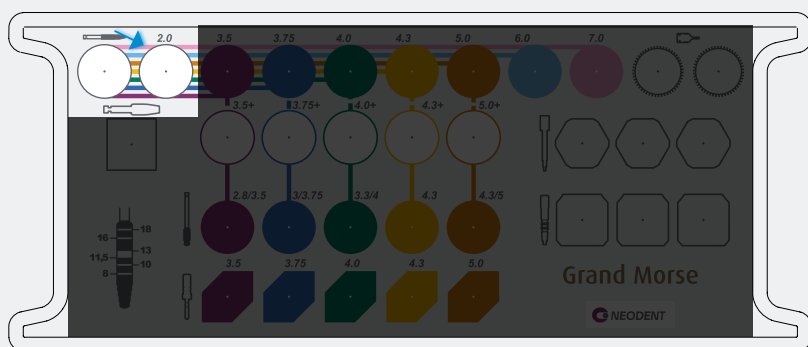 2.0 3.5 3.75 4.0 4.3 5.0 6.0 7.0
3.5+ 3.75+ 4.0+ 4.3+ 5.0+
2.8/3.5 3/3.75 3.3/4 4.3 4.3/5
18
16
13
11,5
10
8
3.5 3.75 4.0 4.3 5.0
Grand Morse
NEODENT